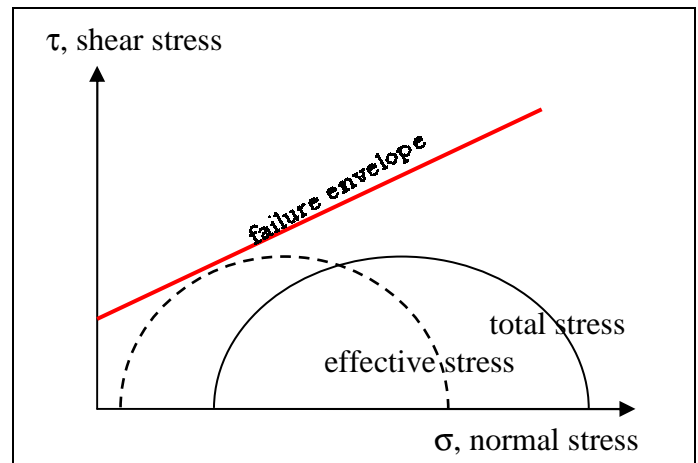 τ, shear stress
failure envelope
total stress
effective stress
σ, normal stress